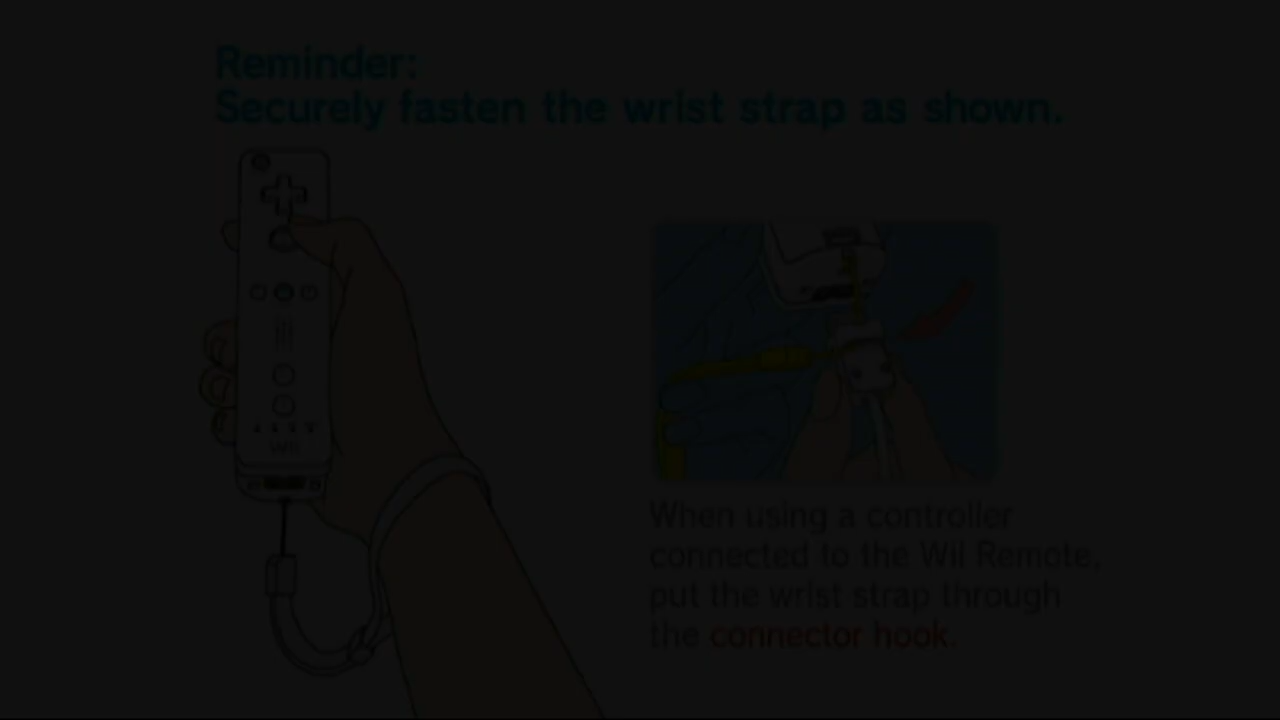 Reminder:
Securely fasten the wrist strap as shown.
Wii
When using a controller
connected to the Wii Remote,
put the wrist strap through
the connector hook.